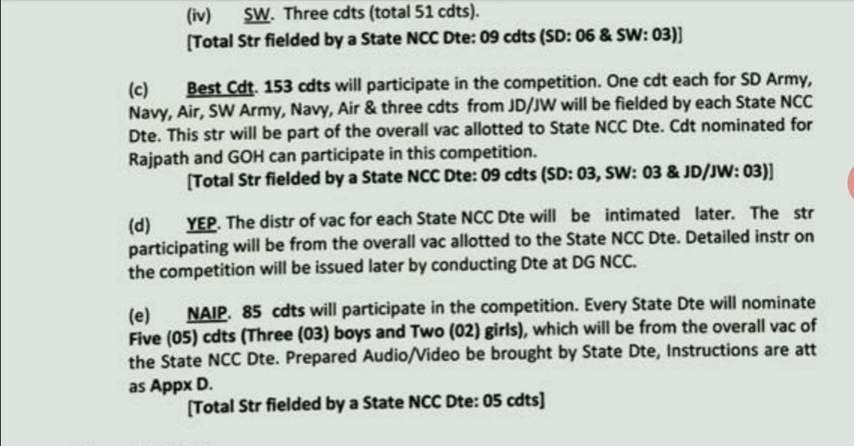 (iv) SW. Three cdts (total 51 cdts).
[Total Str fielded by a State NCC Dte: 09 cdts (SD: 06 & SW: 03)]
(c) Best Cdt. 153 cdts will participate in the competition. One cdt each for SD Army,
Navy, Air, SW Army, Navy, Air & three cdts from JD/JW will be fielded by each State NCC
Dte. This str will be part of the overall vac allotted to State NCC Dte. Cdt nominated for
Rajpath and GOH can participate in this competition.
[Total Str fielded by a State NCC Dte: 09 cdts (SD: 03, SW: 03 & JD/JW: 03)]
(d) YEP. The distr of vac for each State NCC Dte will be intimated later. The str
participating will be from the overall vac allotted to the State NCC Dte. Detailed instr on
the competition will be issued later by conducting Dte at DG NCC.
(e) NAIP. 85 cdts will participate in the competition. Every State Dte will nominate
Five (05) cdts (Three (03) boys and Two (02) girls), which will be from the overall vac of
the State NCC Dte. Prepared Audio/Video be brought by State Dte, Instructions are att
as Appx D.
[Total Str fielded by a State NCC Dte: 05 cdts]